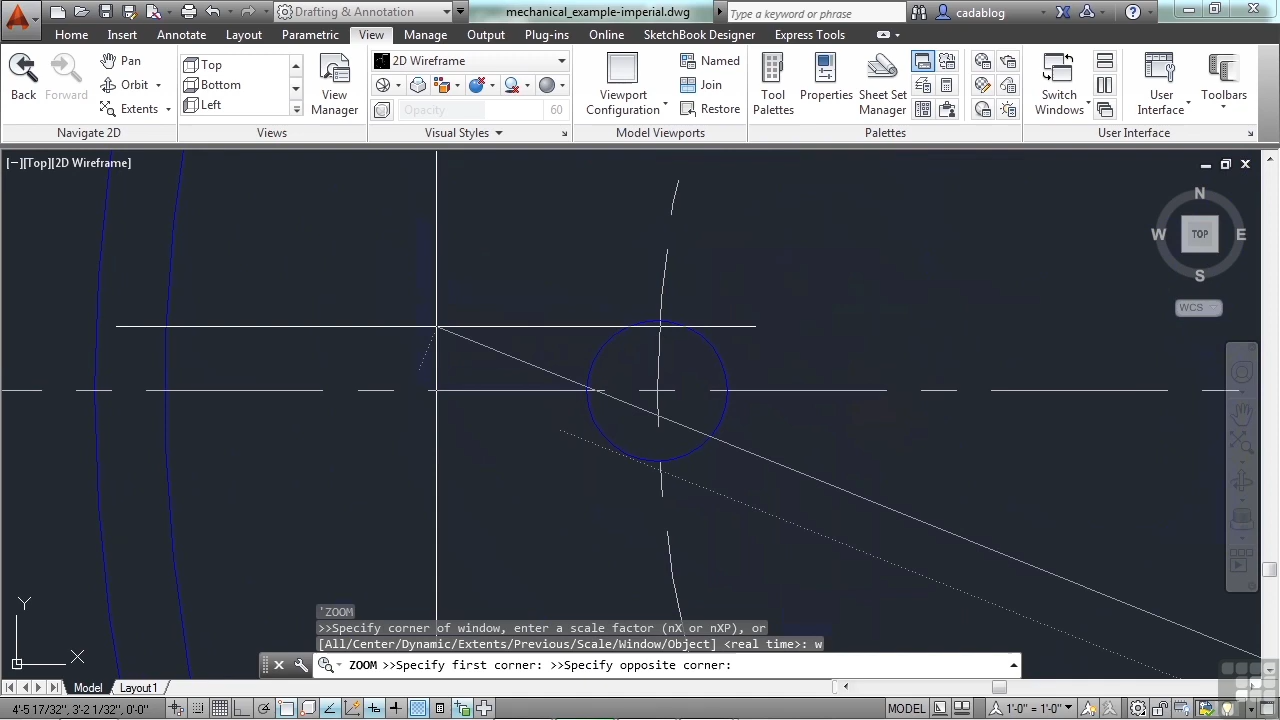 Drafting & Annotation
mechanical_example-imperial.dwg
Type a keyword or phrase
cadablog
Home Insert Annotate Layout Parametric View Manage Output Plug-ins Online SketchBook Designer Express Tools
Back
Forward
Pan
Orbit
Extents
Navigate 2D
Top
Bottom
Left
View
Manager
Views
2D Wireframe
Opacity 60
Visual Styles
Viewport
Configuration
Named
Join
Restore
Model Viewports
Tool
Palettes
Properties
Sheet Set
Manager
Palettes
Switch
Windows
User
Interface
Toolbars
User Interface
[−][Top][2D Wireframe]
N
W TOP E
S
WCS
Y
X
'ZOOM
>>Specify corner of window, enter a scale factor (nX or nXP), or
[All/Center/Dynamic/Extents/Previous/Scale/Window/Object] <real time>: w
ZOOM >>Specify first corner: >>Specify opposite corner:
Model Layout1
4'-5 17/32", 3'-2 1/32", 0'-0" MODEL 1'-0" = 1'-0"